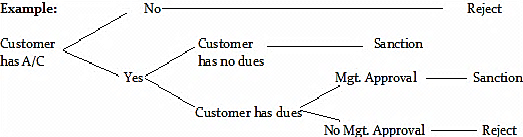 Example: No Reject
Customer Customer Sanction
has A/C has no dues
Yes Mgt. Approval Sanction
Customer has dues
No Mgt. Approval Reject